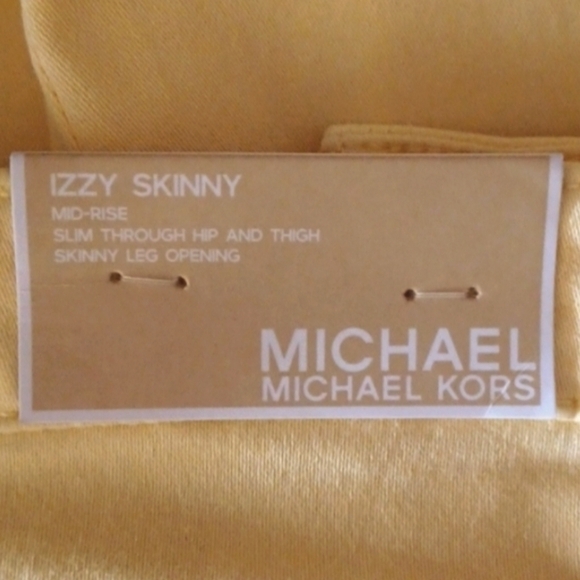 IZZY SKINNY
MID-RISE
SLIM THROUGH HIP AND THIGH
SKINNY LEG OPENING
MICHAEL
MICHAEL KORS